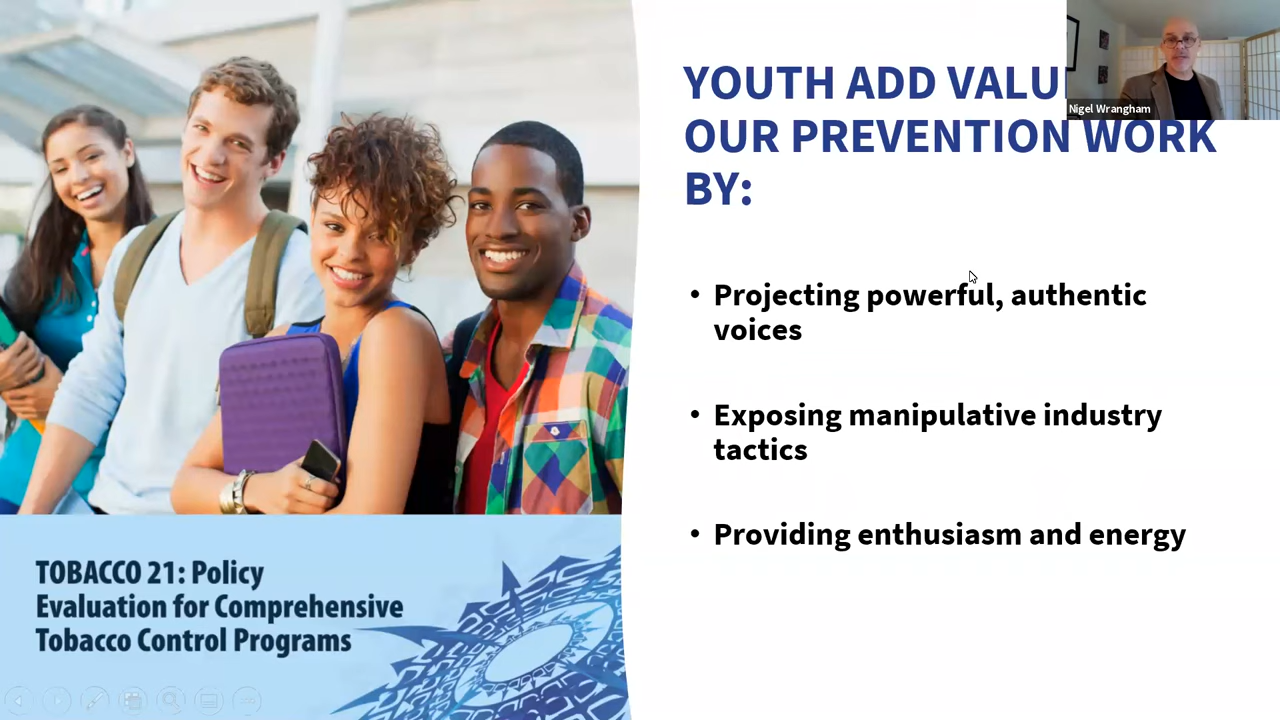 YOUTH ADD VALU
OUR PREVENTION WORK
BY:
Nigel Wrangham
• Projecting powerful, authentic
voices
• Exposing manipulative industry
tactics
• Providing enthusiasm and energy
TOBACCO 21: Policy
Evaluation for Comprehensive
Tobacco Control Programs